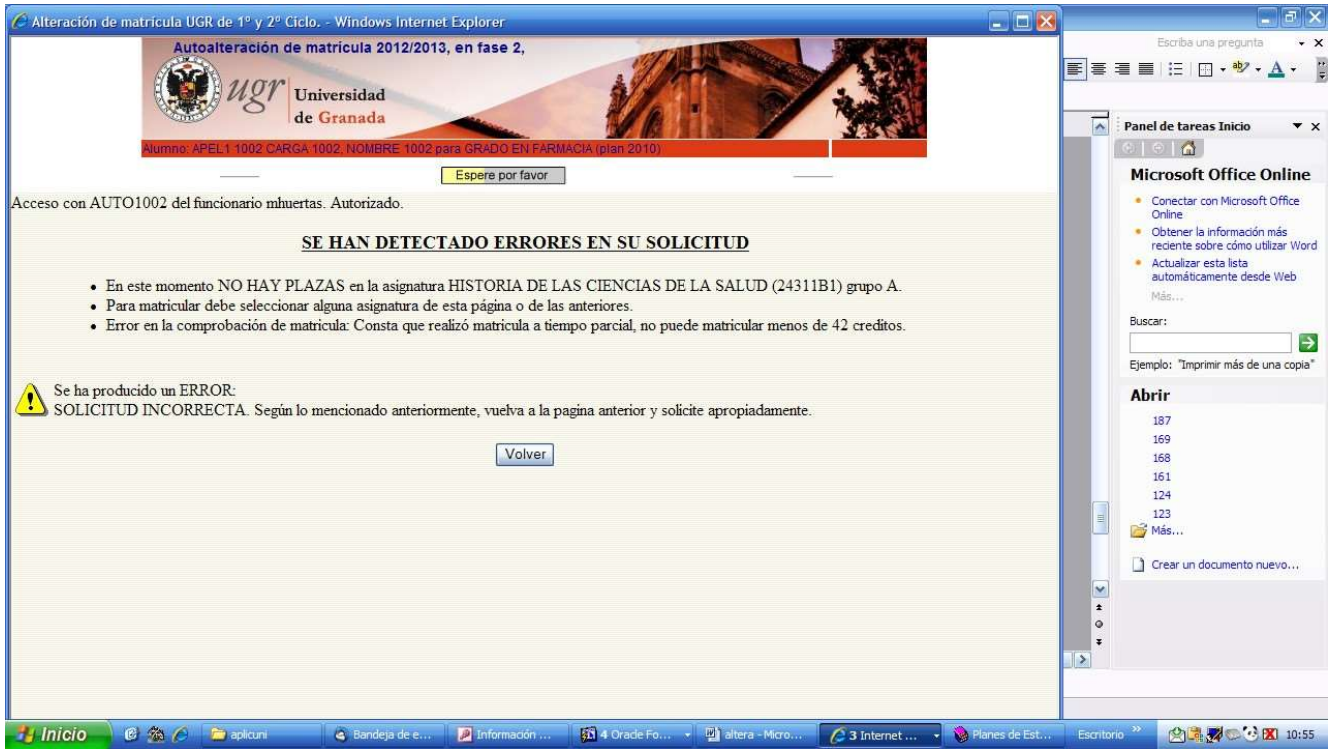 Alteración de matrícula UGR de 1º y 2º Ciclo. - Windows Internet Explorer
Autoalteración de matrícula 2012/2013, en fase 2,
ugr
Universidad
de Granada
Alumno: APEL1 1002 CARGA 1002, NOMBRE 1002 para GRADO EN FARMACIA (plan 2010)
Espere por favor
Acceso con AUTO1002 del funcionario mhuertas. Autorizado.
SE HAN DETECTADO ERRORES EN SU SOLICITUD
• En este momento NO HAY PLAZAS en la asignatura HISTORIA DE LAS CIENCIAS DE LA SALUD (24311B1) grupo A.
• Para matricular debe seleccionar alguna asignatura de esta página o de las anteriores.
• Error en la comprobación de matricula: Consta que realizó matricula a tiempo parcial, no puede matricular menos de 42 creditos.
Se ha producido un ERROR:
SOLICITUD INCORRECTA. Según lo mencionado anteriormente, vuelva a la pagina anterior y solicite apropiadamente.
Volver
Escriba una pregunta
Panel de tareas Inicio
Microsoft Office Online
Conectar con Microsoft Office
Online
Obtener la información más
reciente sobre cómo utilizar Word
Actualizar esta lista
automáticamente desde Web
Más...
Buscar:
Ejemplo: "Imprimir más de una copia"
Abrir
187
169
168
161
124
123
Más...
Crear un documento nuevo...
Inicio
aplicuni
Bandeja de e...
Información ...
4 Oracle Fo...
altera - Micro...
3 Internet ...
Planes de Est...
Escritorio
10:55